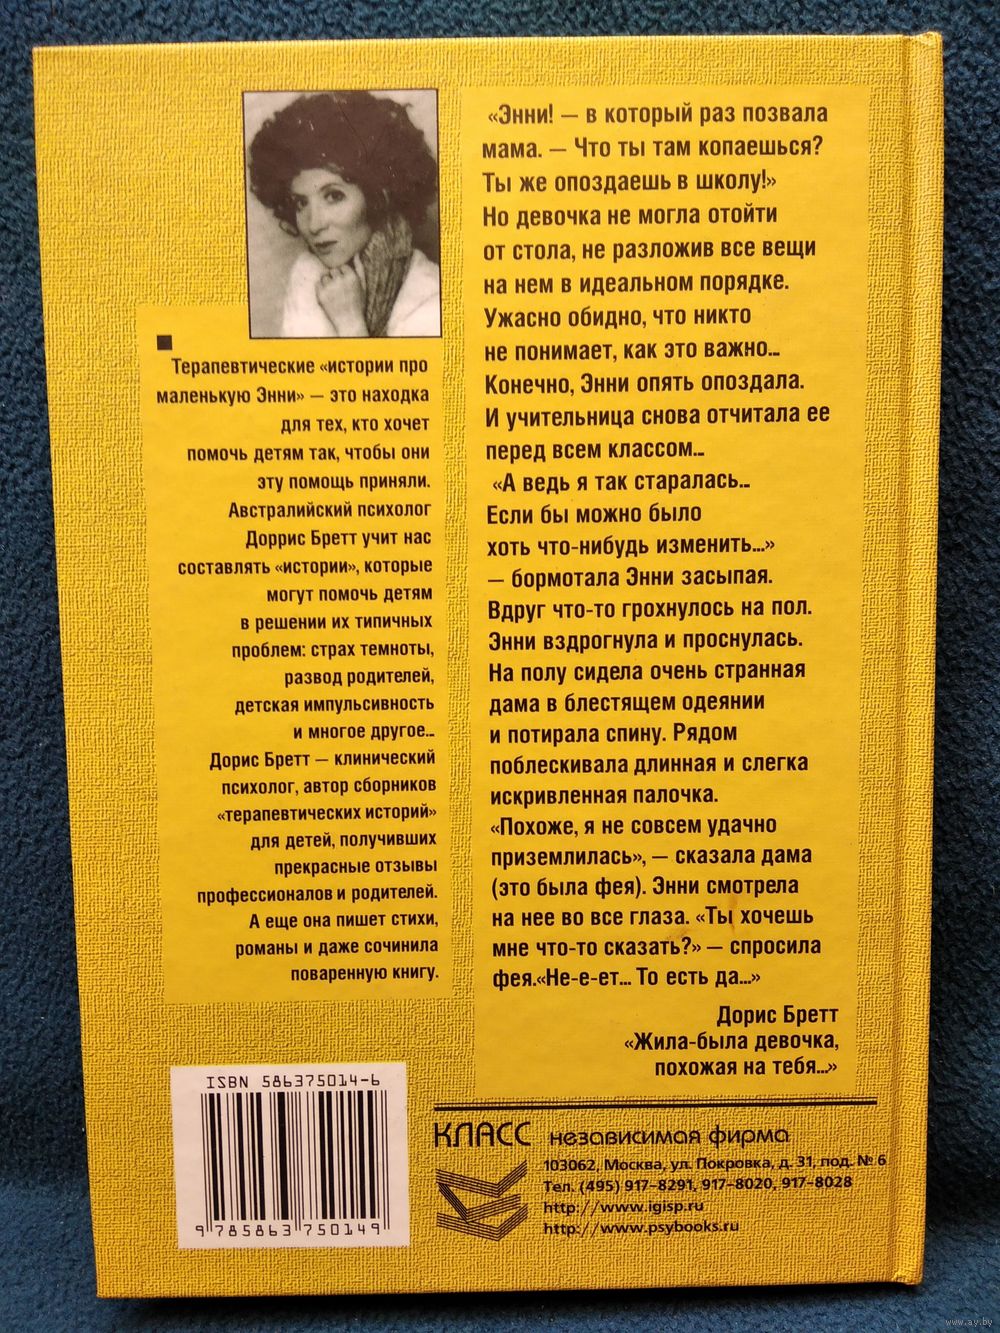 Терапевтические «истории про
маленькую Энни» — это находка
для тех, кто хочет
помочь детям так, чтобы они
эту помощь приняли.
Австралийский психолог
Доррис Бретт учит нас
составлять «истории», которые
могут помочь детям
в решении их типичных
проблем: страх темноты,
развод родителей,
детская импульсивность
и многое другое...
Дорис Бретт — клинический
психолог, автор сборников
«терапевтических историй»
для детей, получивших
прекрасные отзывы
профессионалов и родителей.
А еще она пишет стихи,
романы и даже сочинила
поваренную книгу.
«Энни! — в который раз позвала
мама. — Что ты там копаешься?
Ты же опоздаешь в школу!»
Но девочка не могла отойти
от стола, не разложив все вещи
на нем в идеальном порядке.
Ужасно обидно, что никто
не понимает, как это важно...
Конечно, Энни опять опоздала.
И учительница снова отчитала ее
перед всем классом...
«А ведь я так старалась...
Если бы можно было
хоть что-нибудь изменить...»
— бормотала Энни засыпая.
Вдруг что-то грохнулось на пол.
Энни вздрогнула и проснулась.
На полу сидела очень странная
дама в блестящем одеянии
и потирала спину. Рядом
поблескивала длинная и слегка
искривленная палочка.
«Похоже, я не совсем удачно
приземлилась», — сказала дама
(это была фея). Энни смотрела
на нее во все глаза. «Ты хочешь
мне что-то сказать?» — спросила
фея.«Не-е-ет... То есть да...»
Дорис Бретт
«Жила-была девочка,
похожая на тебя...»
ISBN 586375014-6
9 785863 750149
КЛАСС независимая фирма
103062, Москва, ул. Покровка, д. 31, под. № 6
Тел. (495) 917-8291, 917-8020, 917-8028
http://www.igisp.ru
http://www.psybooks.ru
www.ay.by